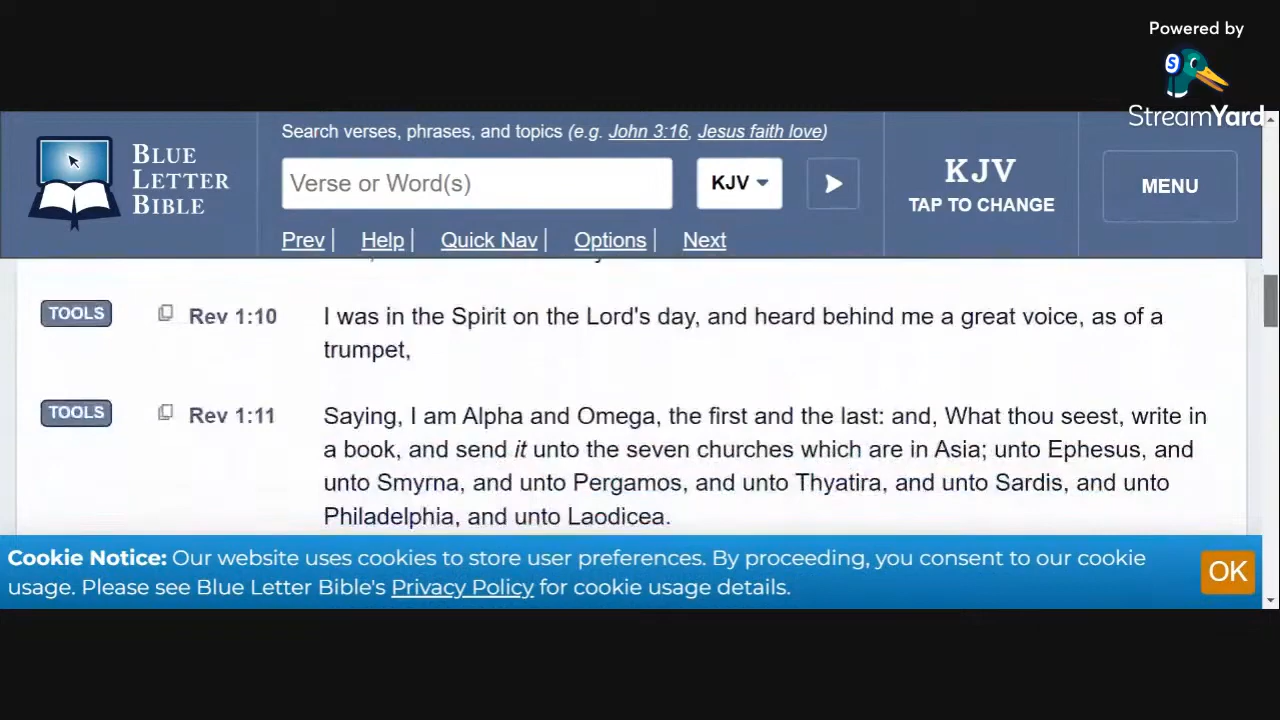 Powered by
StreamYard
Search verses, phrases, and topics (e.g. John 3:16, Jesus faith love)
BLUE
LETTER
BIBLE
Verse or Word(s)
KJV
KJV
TAP TO CHANGE
MENU
Prev | Help | Quick Nav | Options | Next
TOOLS Rev 1:10 I was in the Spirit on the Lord's day, and heard behind me a great voice, as of a
trumpet,
TOOLS Rev 1:11 Saying, I am Alpha and Omega, the first and the last: and, What thou seest, write in
a book, and send it unto the seven churches which are in Asia; unto Ephesus, and
unto Smyrna, and unto Pergamos, and unto Thyatira, and unto Sardis, and unto
Philadelphia, and unto Laodicea.
Cookie Notice: Our website uses cookies to store user preferences. By proceeding, you consent to our cookie
usage. Please see Blue Letter Bible's Privacy Policy for cookie usage details.
OK